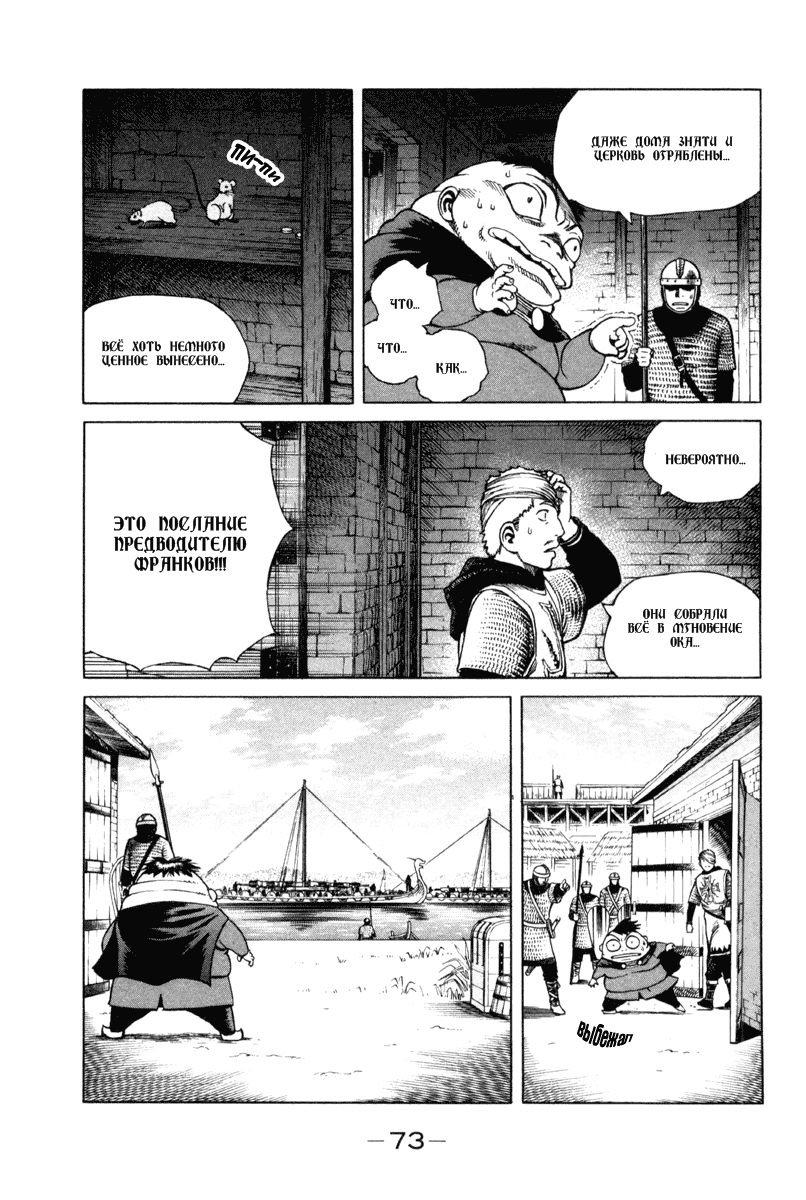 ДАЖЕ ДОМА ЗНАТИ И
ЦЕРКОВЬ ОГРАБЛЕНЫ...
ЧТО...
ЧТО...
КАК...
ПИ-ПИ
ВСЁ ХОТЬ НЕМНОГО
ЦЕННОЕ ВЫНЕСЕНО...
НЕВЕРОЯТНО...
ОНИ СОБРАЛИ
ВСЁ В МГНОВЕНИЕ
ОКА...
ЭТО ПОСЛАНИЕ
ПРЕДВОДИТЕЛЮ
ФРАНКОВ!!!
ВЫБЕЖАЛ
—73—